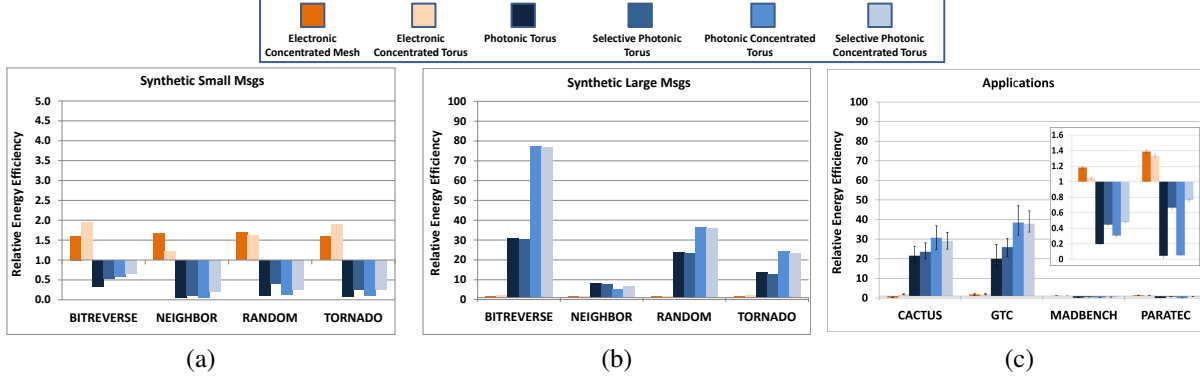 Electronic
Concentrated Mesh
Electronic
Concentrated Torus
Photonic Torus
Selective Photonic
Torus
Photonic Concentrated
Torus
Selective Photonic
Concentrated Torus
Synthetic Small Msgs
Relative Energy Efficiency
5.0
4.5
4.0
3.5
3.0
2.5
2.0
1.5
1.0
0.5
0.0
BITREVERSE NEIGHBOR RANDOM TORNADO
(a)
Synthetic Large Msgs
Relative Energy Efficiency
100
90
80
70
60
50
40
30
20
10
0
BITREVERSE NEIGHBOR RANDOM TORNADO
(b)
Applications
Relative Energy Efficiency
100
90
80
70
60
50
40
30
20
10
0
1.6
1.4
1.2
1
0.8
0.6
0.4
0.2
0
CACTUS GTC MADBENCH PARATEC
(c)